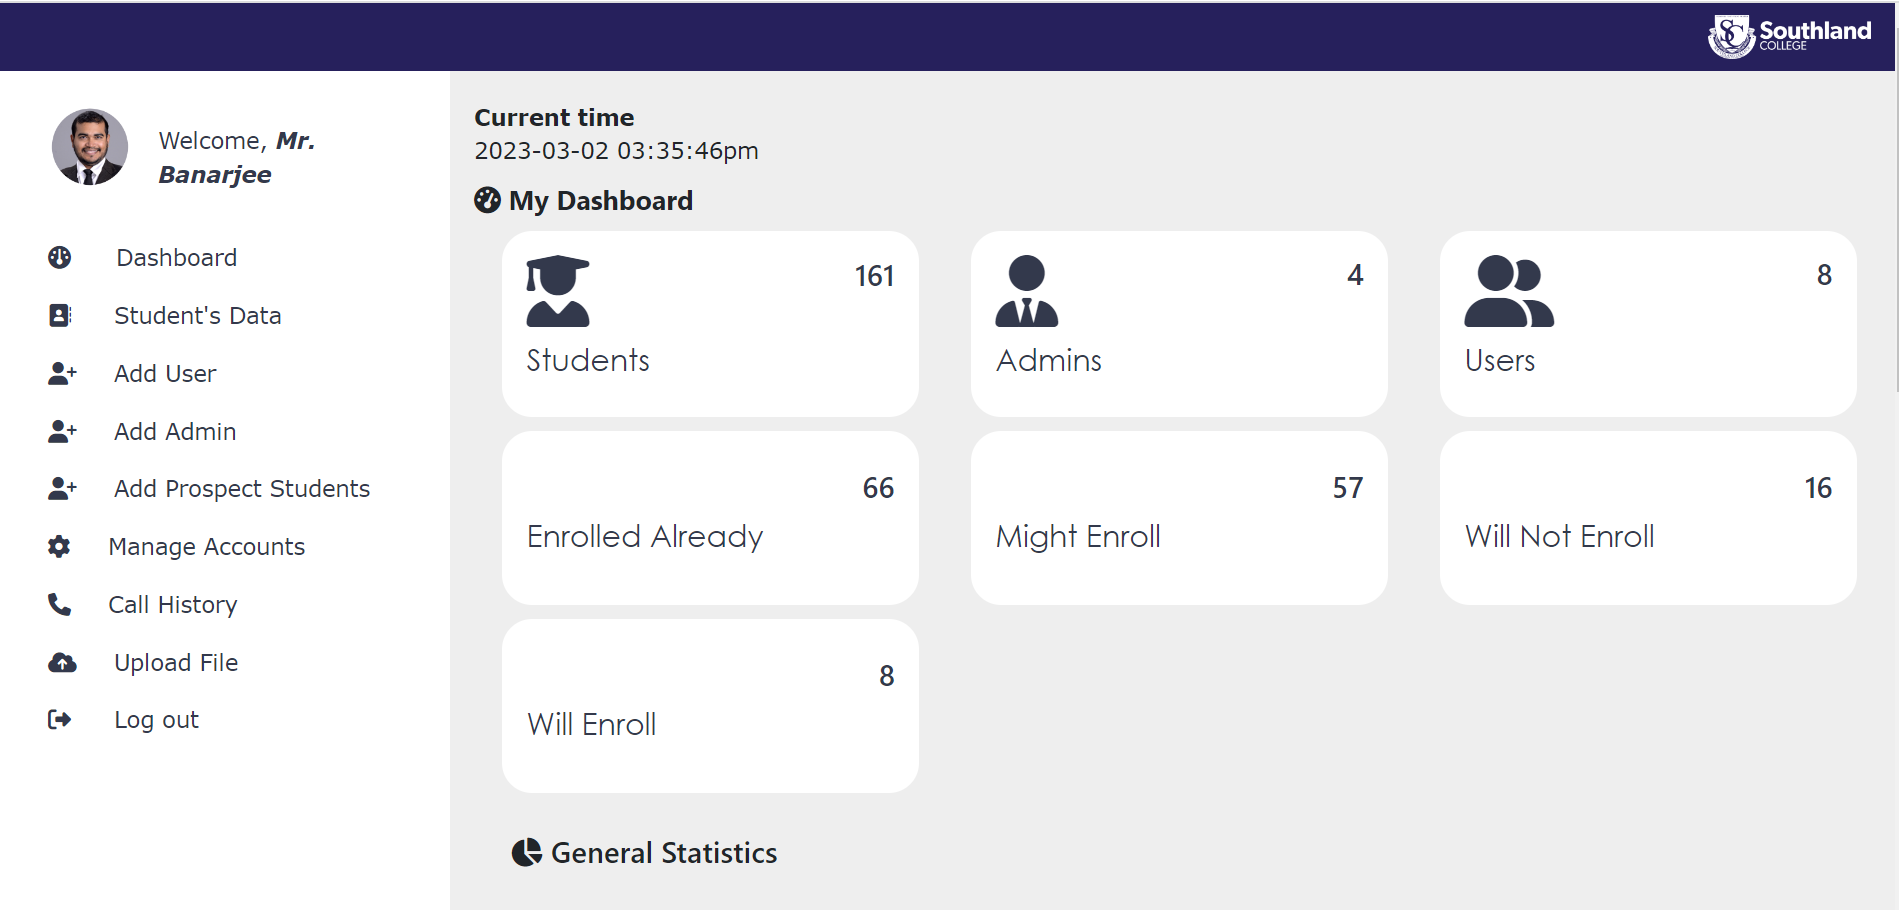 Southland
COLLEGE
Welcome, Mr.
Banarjee
Dashboard
Student's Data
Add User
Add Admin
Add Prospect Students
Manage Accounts
Call History
Upload File
Log out
Current time
2023-03-02 03:35:46pm
My Dashboard
161
Students
4
Admins
8
Users
66
Enrolled Already
57
Might Enroll
16
Will Not Enroll
8
Will Enroll
General Statistics